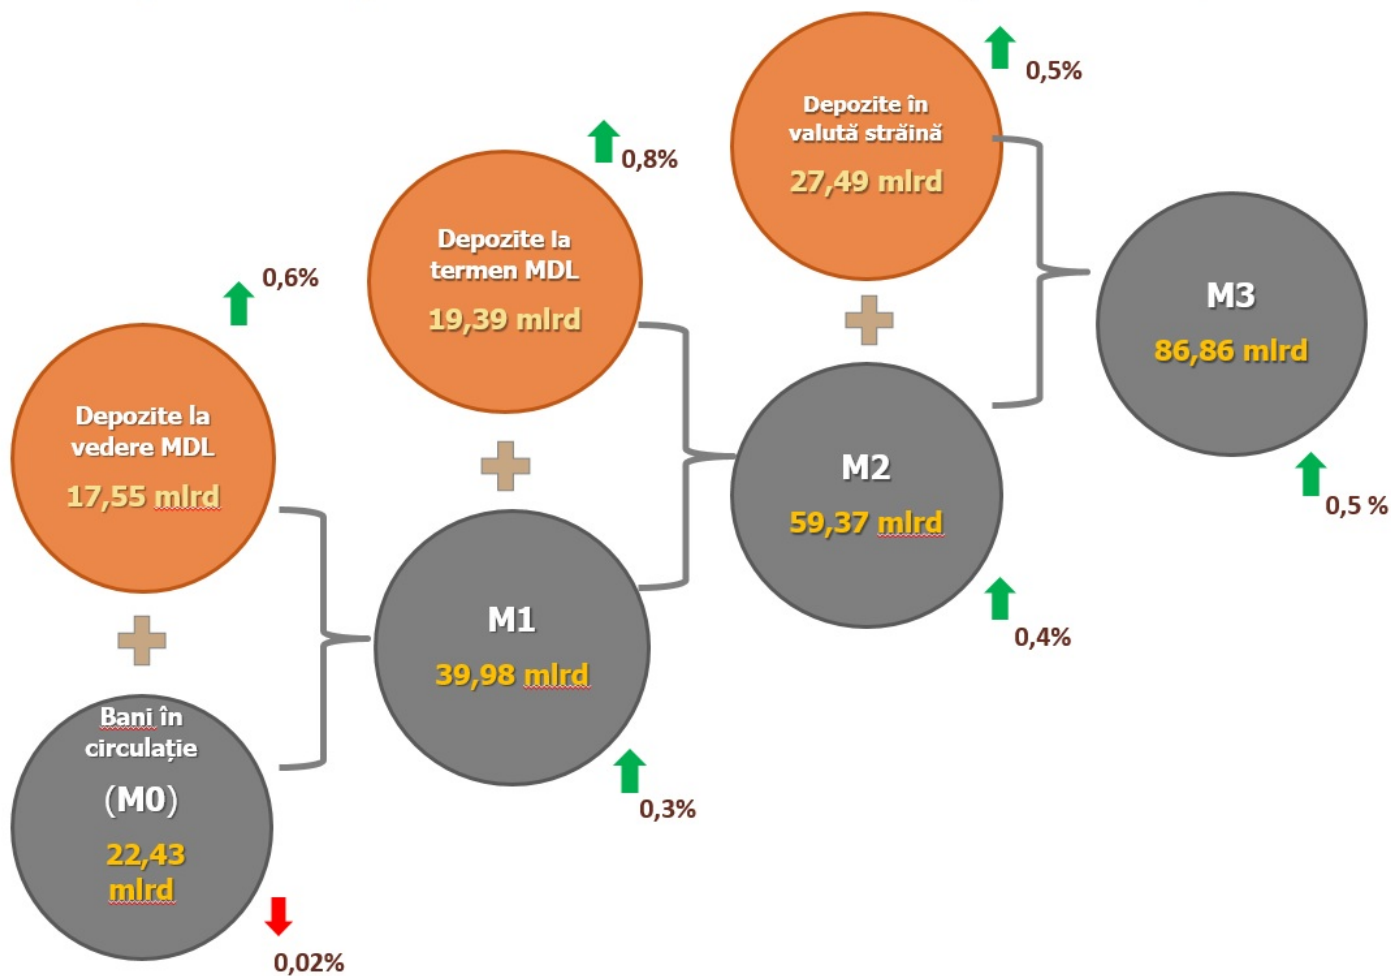 0,5%
Depozite în
valută străină
27,49 mlrd
0,8%
Depozite la
termen MDL
19,39 mlrd
0,6%
M3
86,86 mlrd
0,5 %
Depozite la
vedere MDL
17,55 mlrd
M2
59,37 mlrd
0,4%
M1
39,98 mlrd
0,3%
Bani în
circulație
(M0)
22,43
mlrd
0,02%